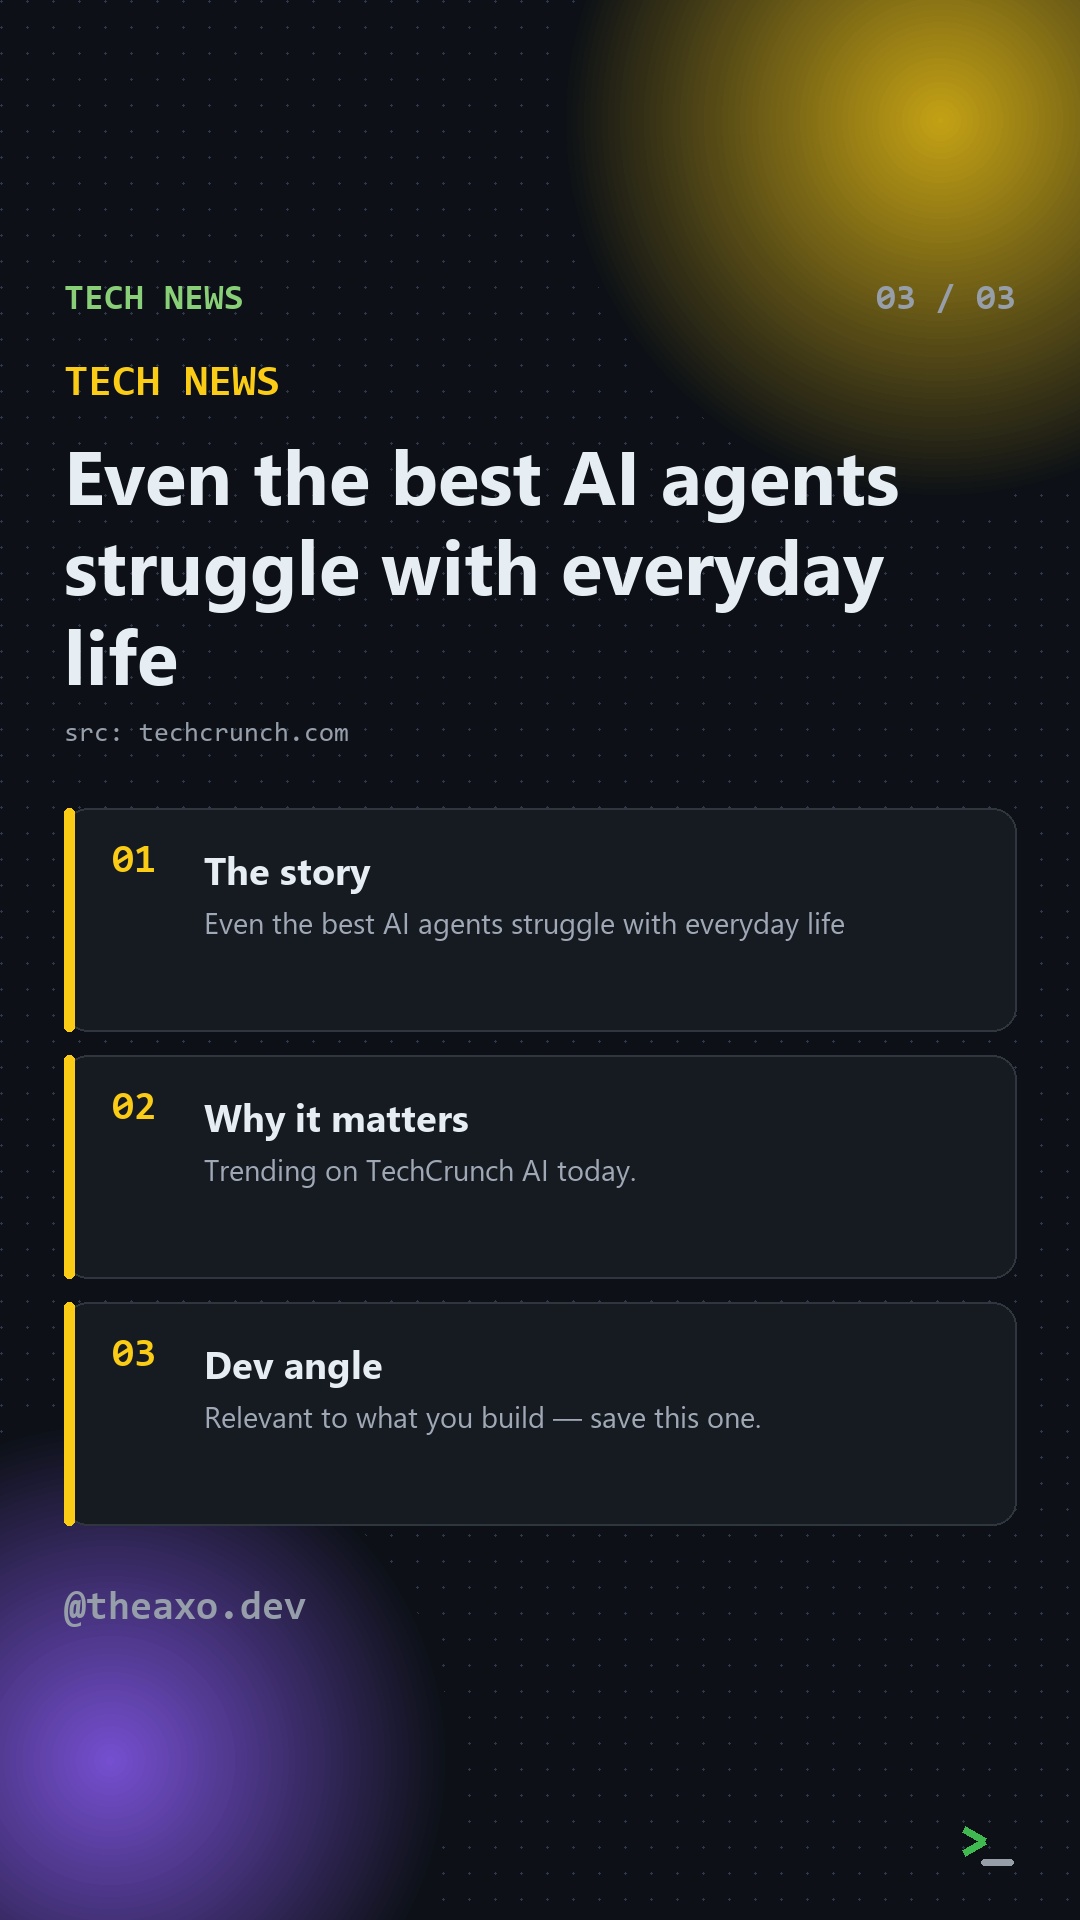 TECH NEWS
03 / 03
TECH NEWS
Even the best AI agents
struggle with everyday
life
src: techcrunch.com
01
The story
Even the best AI agents struggle with everyday life
02
Why it matters
Trending on TechCrunch AI today.
03
Dev angle
Relevant to what you build — save this one.
@theaxo.dev
>_